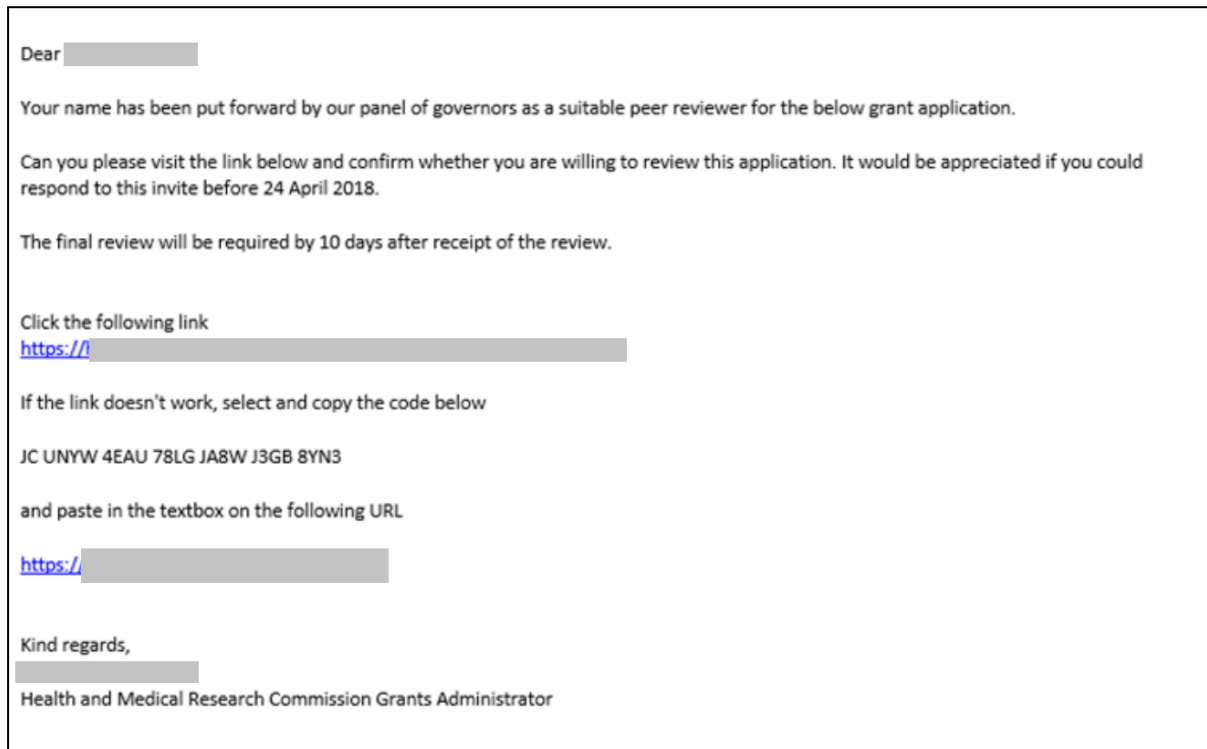 Dear
Your name has been put forward by our panel of governors as a suitable peer reviewer for the below grant application.
Can you please visit the link below and confirm whether you are willing to review this application. It would be appreciated if you could
respond to this invite before 24 April 2018.
The final review will be required by 10 days after receipt of the review.
Click the following link
https://
If the link doesn't work, select and copy the code below
JC UNYW 4EAU 78LG JA8W J3GB 8YN3
and paste in the textbox on the following URL
https://
Kind regards,
Health and Medical Research Commission Grants Administrator